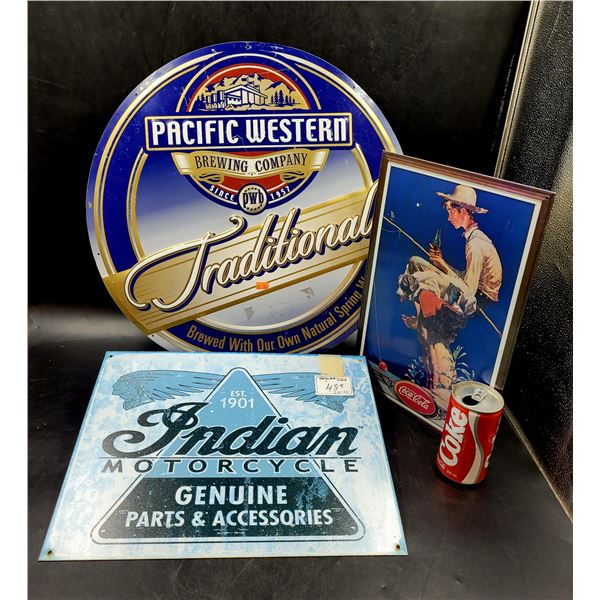 PACIFIC WESTERN
BREWING COMPANY
SINCE PWB 1957
Traditional
Brewed With Our Own Natural Spring
Coca-Cola
Coke
EST.
1901
Indian
MOTORCYCLE
GENUINE
PARTS & ACCESSORIES